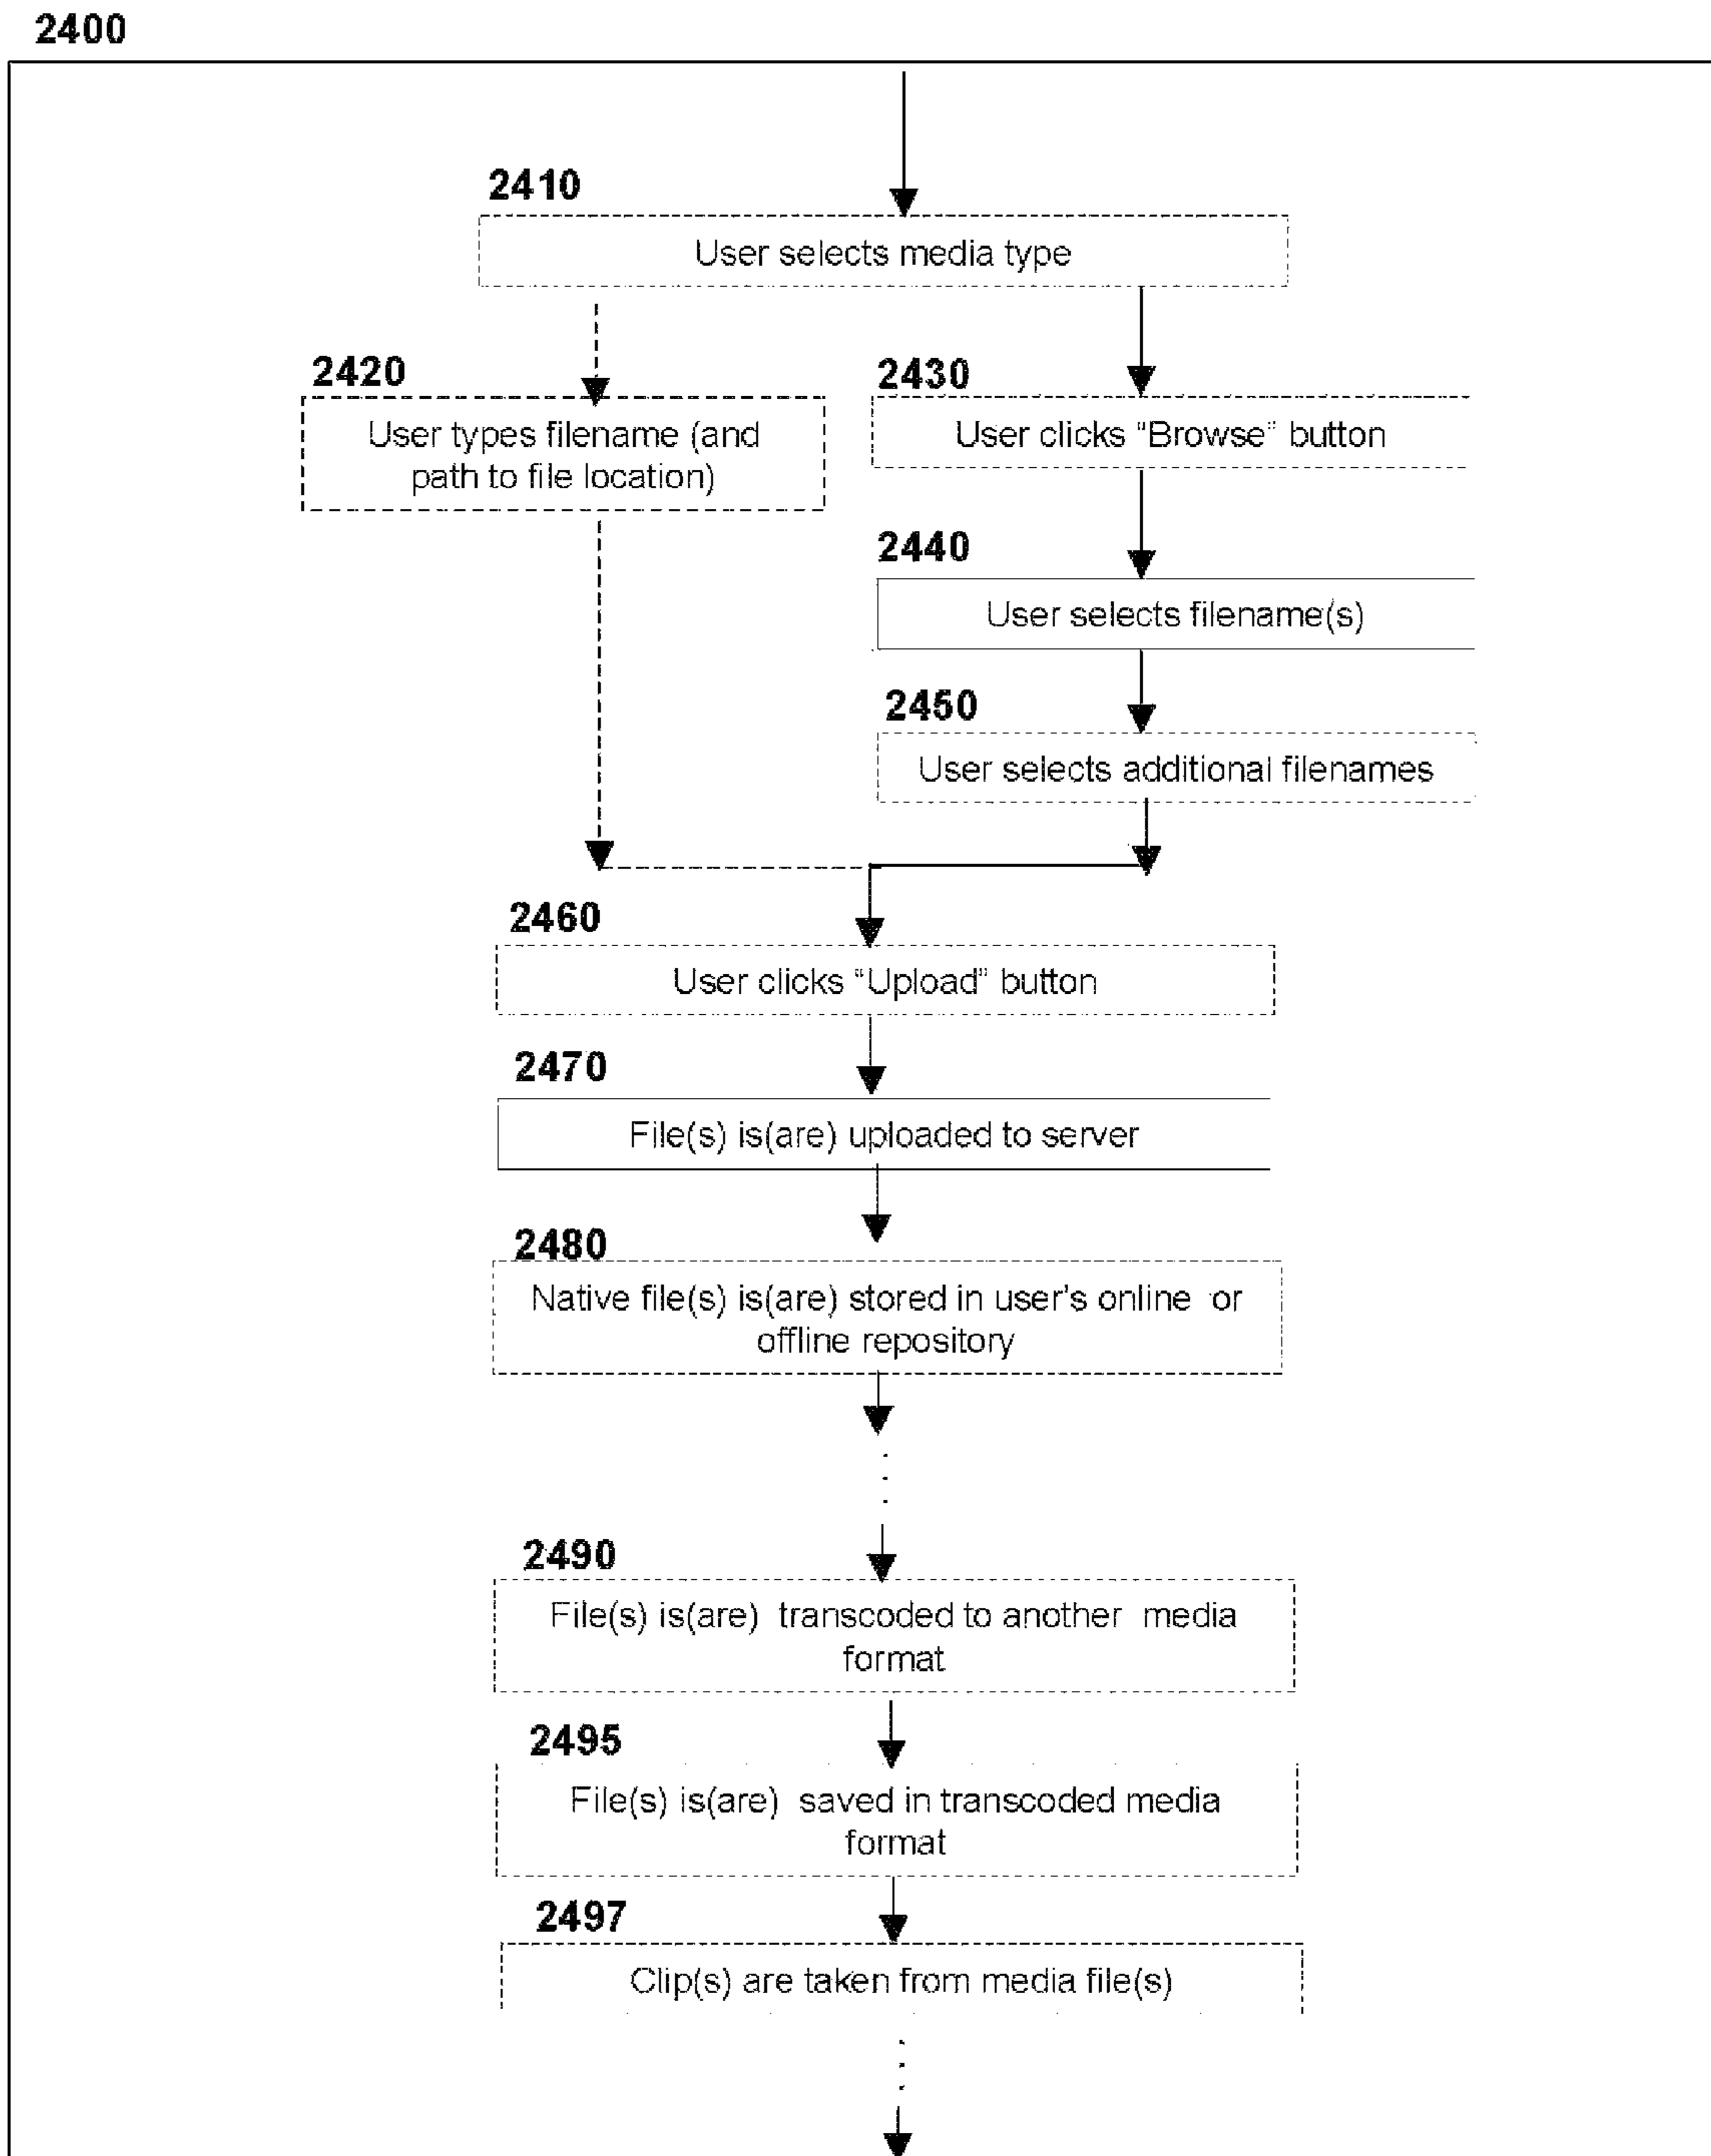 2400
2410
User selects media type
2420
User types filename (and
path to file location)
2430
User clicks "Browse" button
2440
User selects filename(s)
2450
User selects additional filenames
2460
User clicks "Upload" button
2470
File(s) is(are) uploaded to server
2480
Native file(s) is(are) stored in user's online or
offline repository
2490
File(s) is(are) transcoded to another media
format
2495
File(s) is(are) saved in transcoded media
format
2497
Clip(s) are taken from media file(s)